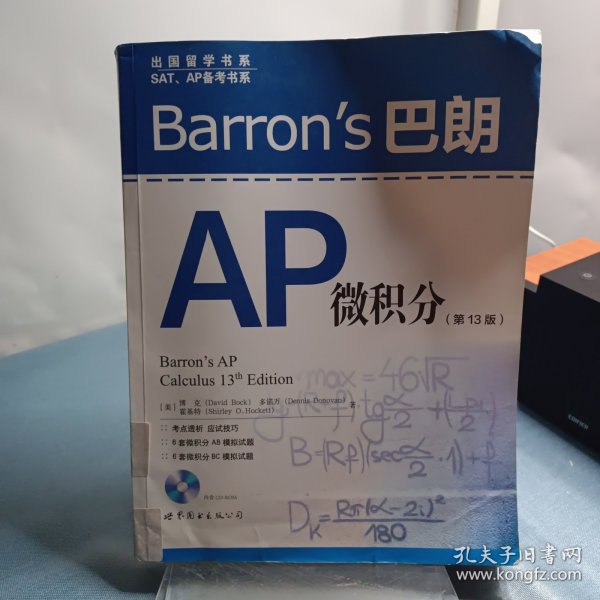 出国留学书系
SAT、AP备考书系
Barron's 巴朗
AP
微积分（第13版）
Barron's AP
Calculus 13th Edition
[美] 博 克（David Bock） 多诺万（Dennis Donovan）
霍基特（Shirley O. Hockett） 著
:: 考点透析 应试技巧
:: 6套微积分AB模拟试题
:: 6套微积分BC模拟试题
内含CD-ROM
世界图书出版公司
max = 46√R
tg α/2
B=(Rf)(sec α/2 · 1)+f
DK= Rπ(α-2i)²
180
EDIFIER
孔夫子旧书网
www.kongfz.com